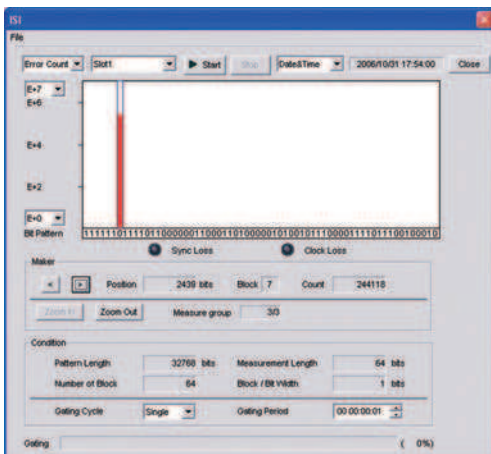 ISI
File
Error Count Slot1 Start Stop Date&Time 2006/10/31 17:54:00 Close
E+7
E+6
E+4
E+2
E+0
Bit Pattern 1111110111101100000011000110100000101001011100001111011100100010
Sync Loss Clock Loss
Maker
< > Position 2439 bits Block 7 Count 244118
Zoom In Zoom Out Measure group 3/3
Condition
Pattern Length 32768 bits Measurement Length 64 bits
Number of Block 64 Block / Bit Width 1 bits
Gating Cycle Single Gating Period 00 00:00:01
Gating ( 0%)